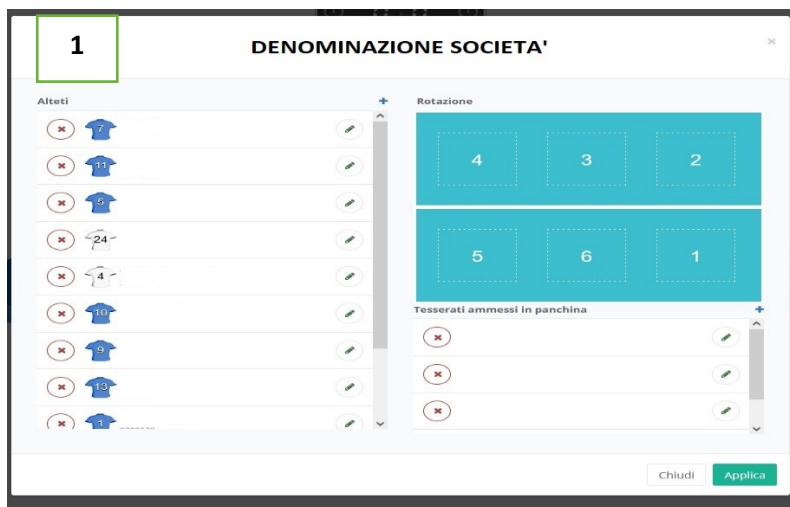 1
DENOMINAZIONE SOCIETA'
×
Alteti +
7
11
5
24
4
10
9
13
1
Rotazione
4 3 2
5 6 1
Tesserati ammessi in panchina +
Chiudi Applica